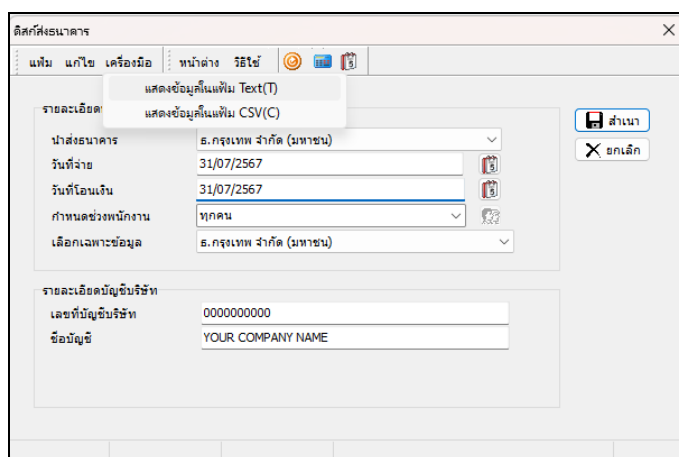 ดิสก์ส่งธนาคาร
แฟ้ม แก้ไข เครื่องมือ หน้าต่าง วิธีใช้
แสดงข้อมูลในแฟ้ม Text(T)
แสดงข้อมูลในแฟ้ม CSV(C)
รายละเอียด
สำเนา
ยกเลิก
นำส่งธนาคาร ธ.กรุงเทพ จำกัด (มหาชน)
วันที่จ่าย 31/07/2567
วันที่โอนเงิน 31/07/2567
กำหนดช่วงพนักงาน ทุกคน
เลือกเฉพาะข้อมูล ธ.กรุงเทพ จำกัด (มหาชน)
รายละเอียดบัญชีบริษัท
เลขที่บัญชีบริษัท 0000000000
ชื่อบัญชี YOUR COMPANY NAME